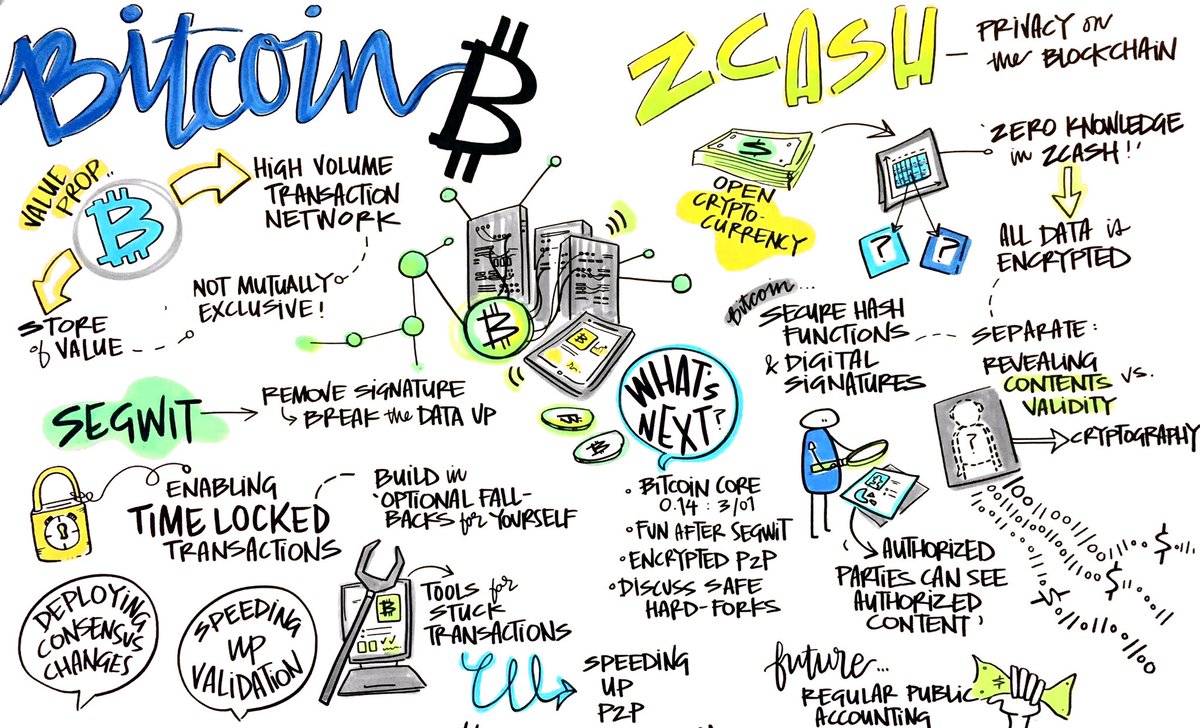 Bitcoin
VALUE PROP...
HIGH VOLUME
TRANSACTION
NETWORK
NOT MUTUALLY
EXCLUSIVE!
STORE
of VALUE
SEGWIT
REMOVE SIGNATURE
BREAK the DATA UP
ENABLING
TIME LOCKED
TRANSACTIONS
BUILD in
'OPTIONAL FALL-
BACKS for YOURSELF
DEPLOYING
CONSENSUS
CHANGES
SPEEDING
UP
VALIDATION
TOOLS for
STUCK
TRANSACTIONS
WHAT's
NEXT?
• BITCOIN CORE
0.14 : 3/01
• FUN AFTER SEGWIT
• ENCRYPTED P2P
• DISCUSS SAFE
HARD-FORKS
SPEEDING
UP
P2P
ZCASH
— PRIVACY on
the BLOCKCHAIN
OPEN
CRYPTO-
CURRENCY
$
? ?
'ZERO KNOWLEDGE
in ZCASH!'
ALL DATA is
ENCRYPTED
Bitcoin...
SECURE HASH
FUNCTIONS
& DIGITAL
SIGNATURES
SEPARATE:
REVEALING
CONTENTS vs.
VALIDITY
?
CRYPTOGRAPHY
AUTHORIZED
PARTIES CAN SEE
AUTHORIZED
CONTENT'
future...
REGULAR PUBLIC
ACCOUNTING